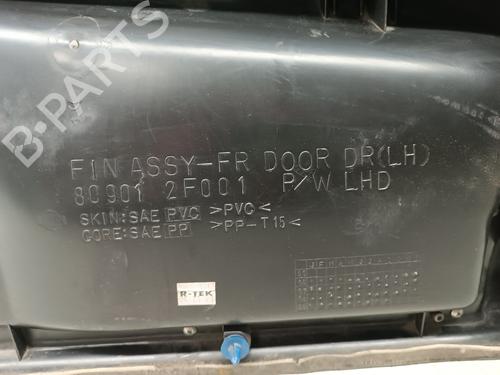 B-PARTS
FIN ASSY-FR DOOR DR(LH)
80901 2F001 P/W LHD
SKIN:SAE PVC >PVC<
CORE:SAE PP >PP-T15<
R-TEK